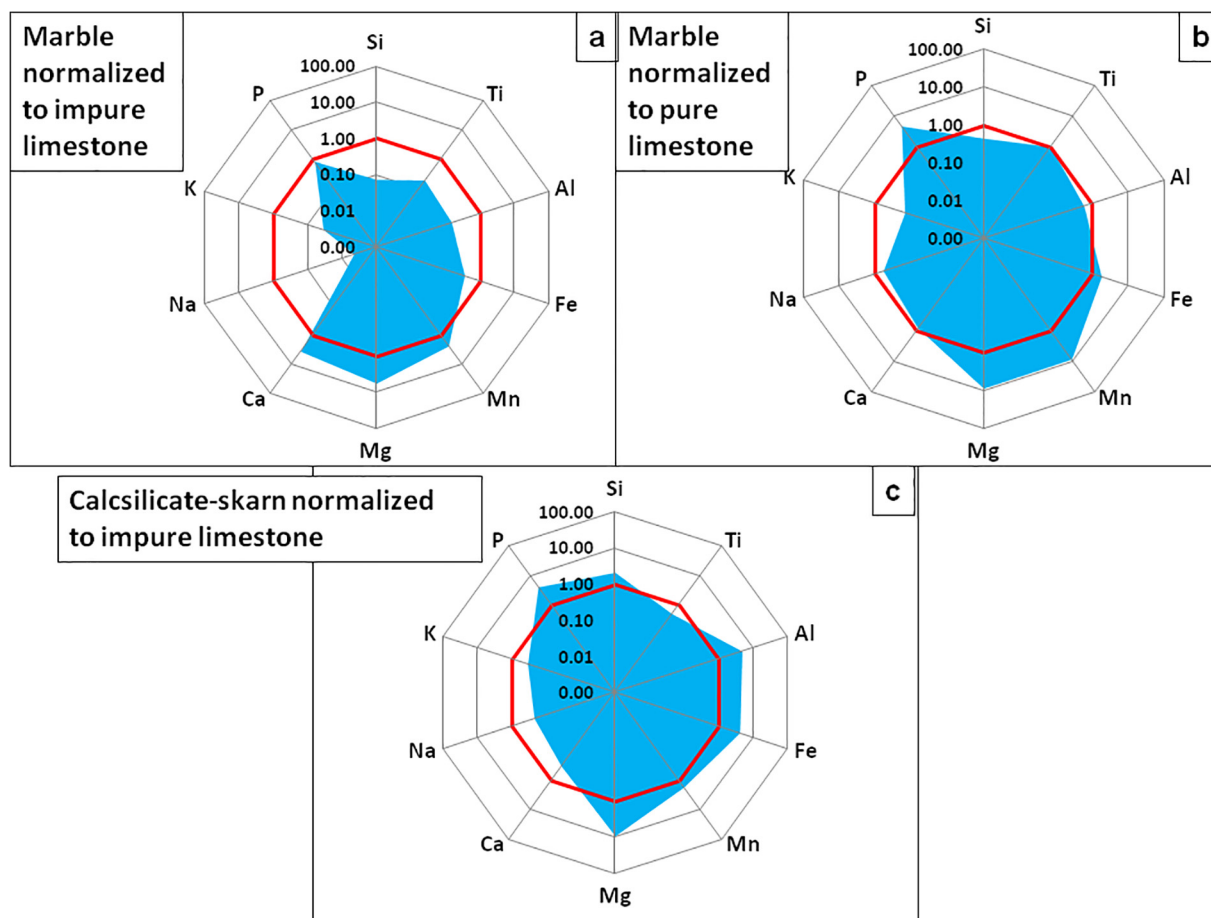 Marble
normalized
to impure
limestone
a
Si
Ti
Al
Fe
Mn
Mg
Ca
Na
K
P
100.00
10.00
1.00
0.10
0.01
0.00
Marble
normalized
to pure
limestone
b
Si
Ti
Al
Fe
Mn
Mg
Ca
Na
K
P
100.00
10.00
1.00
0.10
0.01
0.00
Calcsilicate-skarn normalized
to impure limestone
c
Si
Ti
Al
Fe
Mn
Mg
Ca
Na
K
P
100.00
10.00
1.00
0.10
0.01
0.00